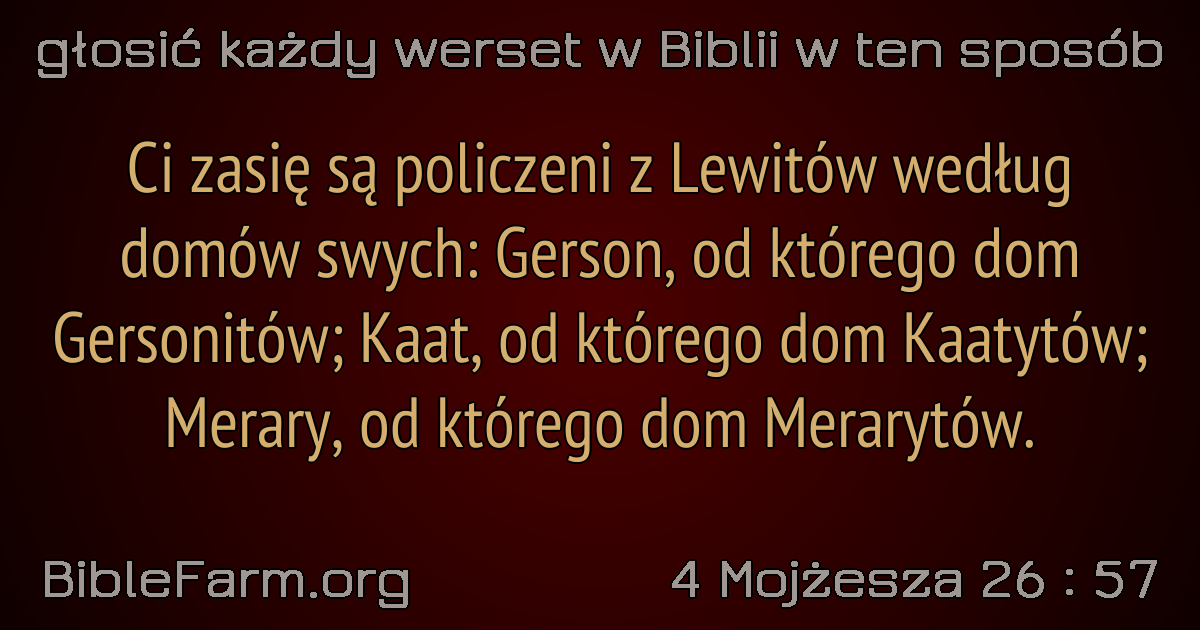 głosić każdy werset w Biblii w ten sposób
Ci zasię są policzeni z Lewitów według
domów swych: Gerson, od którego dom
Gersonitów; Kaat, od którego dom Kaatytów;
Merary, od którego dom Merarytów.
BibleFarm.org
4 Mojżesza 26 : 57